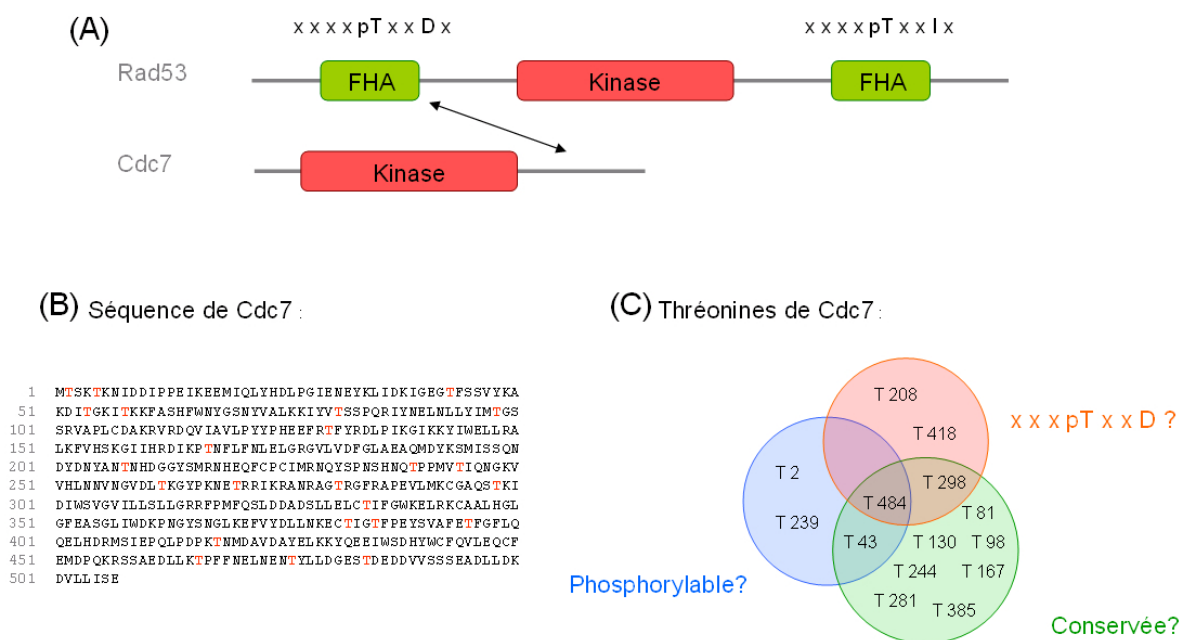 (A)
x x x x pT x x D x
x x x x pT x x I x
Rad53
FHA
Kinase
FHA
Cdc7
Kinase
(B) Séquence de Cdc7 :
1 MTSKTKNIDDIPPEIKEEMIQLYHDLPGIENEYKLIDKIGEGTFSSVYKA
51 KDITGKITKKFASHFWNYGSNYVALKKIYVTSSPQRIYNELNLLYIMTGS
101 SRVAPLCDAKRVRDQVIAVLPYYPHEEFRTFYRDLPIKGIKKYIWELLRA
151 LKFVHSKGIIHRDIKPTNFLFNLELGRGVLVDFGLAEAQMDYKSMISSQN
201 DYDNYANTNHDGGYSMRNHEQFCPCIMRNQYSPNSHNQTPPMVTIQNGKV
251 VHLNNVNGVDLTKGYPKNETRRIKRANRAGTRGFRAPEVLMKCGAQSTKI
301 DIWSVGVILLSLLGRRFPMFQSLDDADSLLELCTIFGWKELRKCAALHGL
351 GFEASGLIWDKPNGYSNGLKEFVYDLLNKECTIGTFPEYSVAFETFGFLQ
401 QELHDRMSIEPQLPDPKTNMDAVDAYELKKYQEEIWSDHYWCFQVLEQCF
451 EMDPQKRSSAEDLLKTPFFNELNENTYLLDGESTDEDDVVSSSEADLLDK
501 DVLLISE
(C) Thréonines de Cdc7 :
T 208
T 418
x x x pT x x D ?
T 2
T 298
T 484
T 81
T 239
T 43
T 130
T 98
T 244
T 167
T 281
T 385
Phosphorylable?
Conservée?